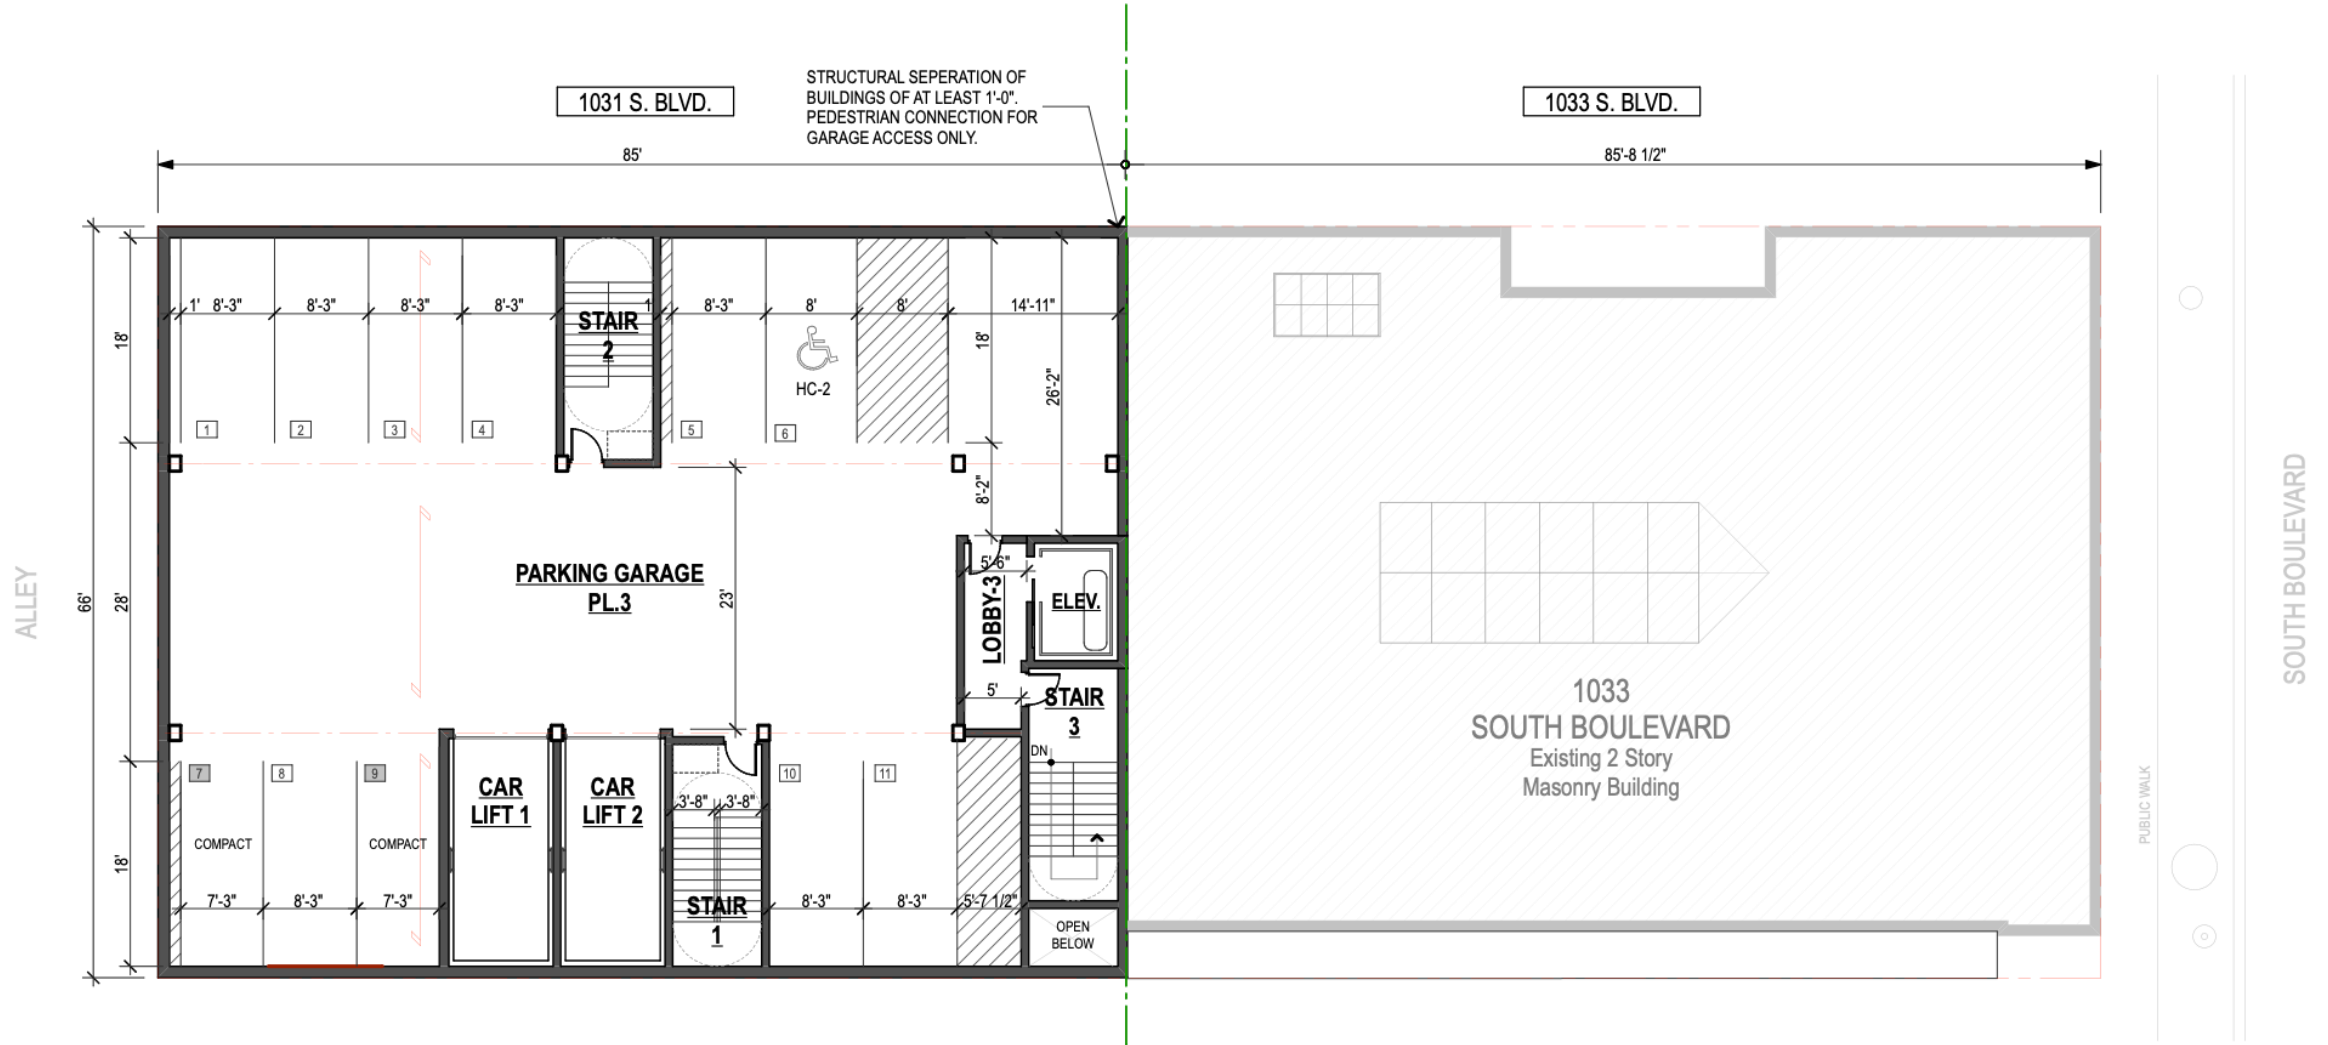 STRUCTURAL SEPERATION OF
BUILDINGS OF AT LEAST 1'-0".
PEDESTRIAN CONNECTION FOR
GARAGE ACCESS ONLY.
1031 S. BLVD.
1033 S. BLVD.
85'
85'-8 1/2"
1'
8'-3"
8'-3"
8'-3"
8'-3"
1'
8'-3"
8'
8'
14'-11"
STAIR
2
HC-2
18'
18'
26'-2"
1
2
3
4
5
6
8'-2"
5'-6"
PARKING GARAGE
PL.3
ELEV.
LOBBY-3
66'
28'
23'
ALLEY
SOUTH BOULEVARD
5'
STAIR
3
DN
1033
SOUTH BOULEVARD
Existing 2 Story
Masonry Building
PUBLIC WALK
7
8
9
10
11
CAR
LIFT 1
CAR
LIFT 2
3'-8"
3'-8"
COMPACT
COMPACT
18'
7'-3"
8'-3"
7'-3"
STAIR
1
8'-3"
8'-3"
5'-7 1/2"
OPEN
BELOW